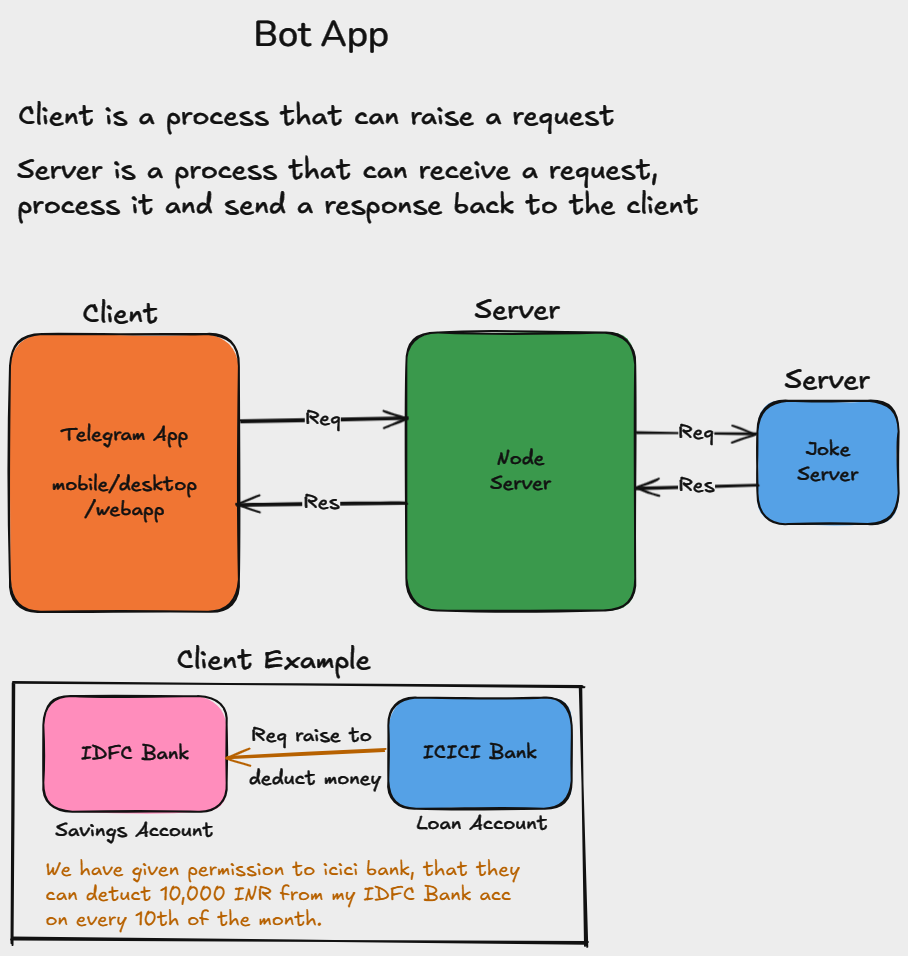 Bot App
Client is a process that can raise a request
Server is a process that can receive a request,
process it and send a response back to the client
Client
Server
Server
Telegram App
mobile/desktop
/webapp
Req
Res
Node
Server
Req
Res
Joke
Server
Client Example
IDFC Bank
Req raise to
deduct money
ICICI Bank
Savings Account
Loan Account
We have given permission to icici bank, that they
can detuct 10,000 INR from my IDFC Bank acc
on every 10th of the month.